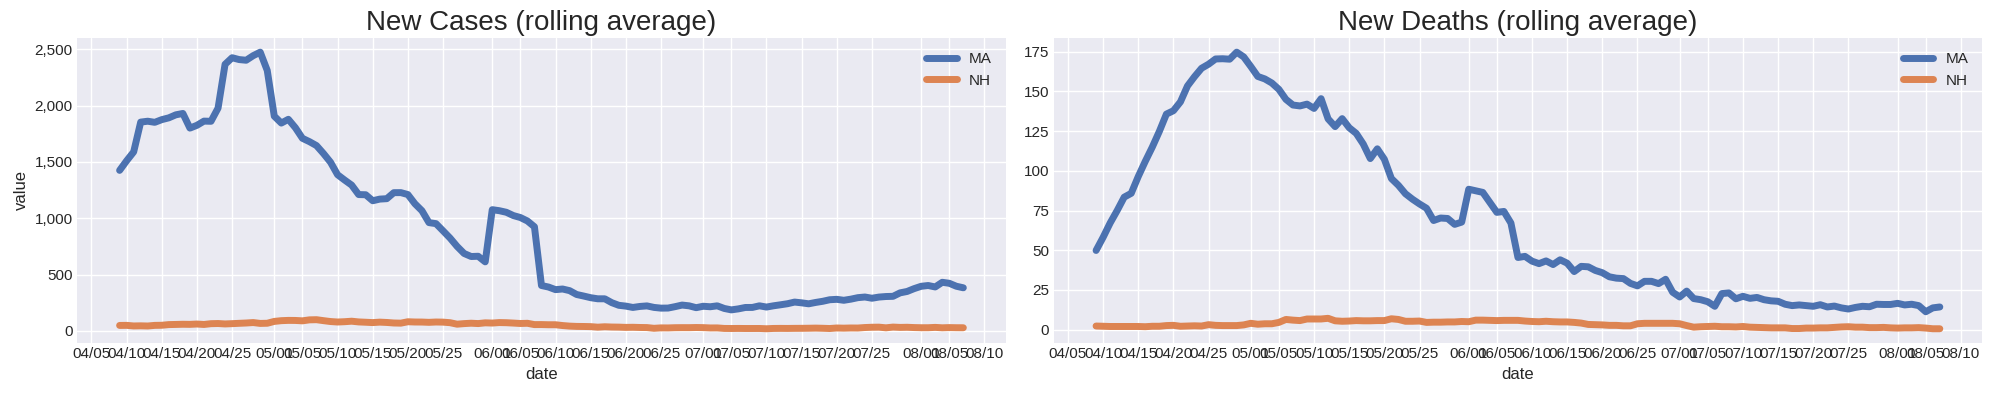 New Cases (rolling average)
2,500
2,000
1,500
1,000
500
0
value
MA
NH
04/05 04/10 04/15 04/20 04/25 05/01 05/05 05/10 05/15 05/20 05/25 06/01 06/05 06/10 06/15 06/20 06/25 07/01 07/05 07/10 07/15 07/20 07/25 08/01 08/05 08/10
date
New Deaths (rolling average)
175
150
125
100
75
50
25
0
MA
NH
04/05 04/10 04/15 04/20 04/25 05/01 05/05 05/10 05/15 05/20 05/25 06/01 06/05 06/10 06/15 06/20 06/25 07/01 07/05 07/10 07/15 07/20 07/25 08/01 08/05 08/10
date